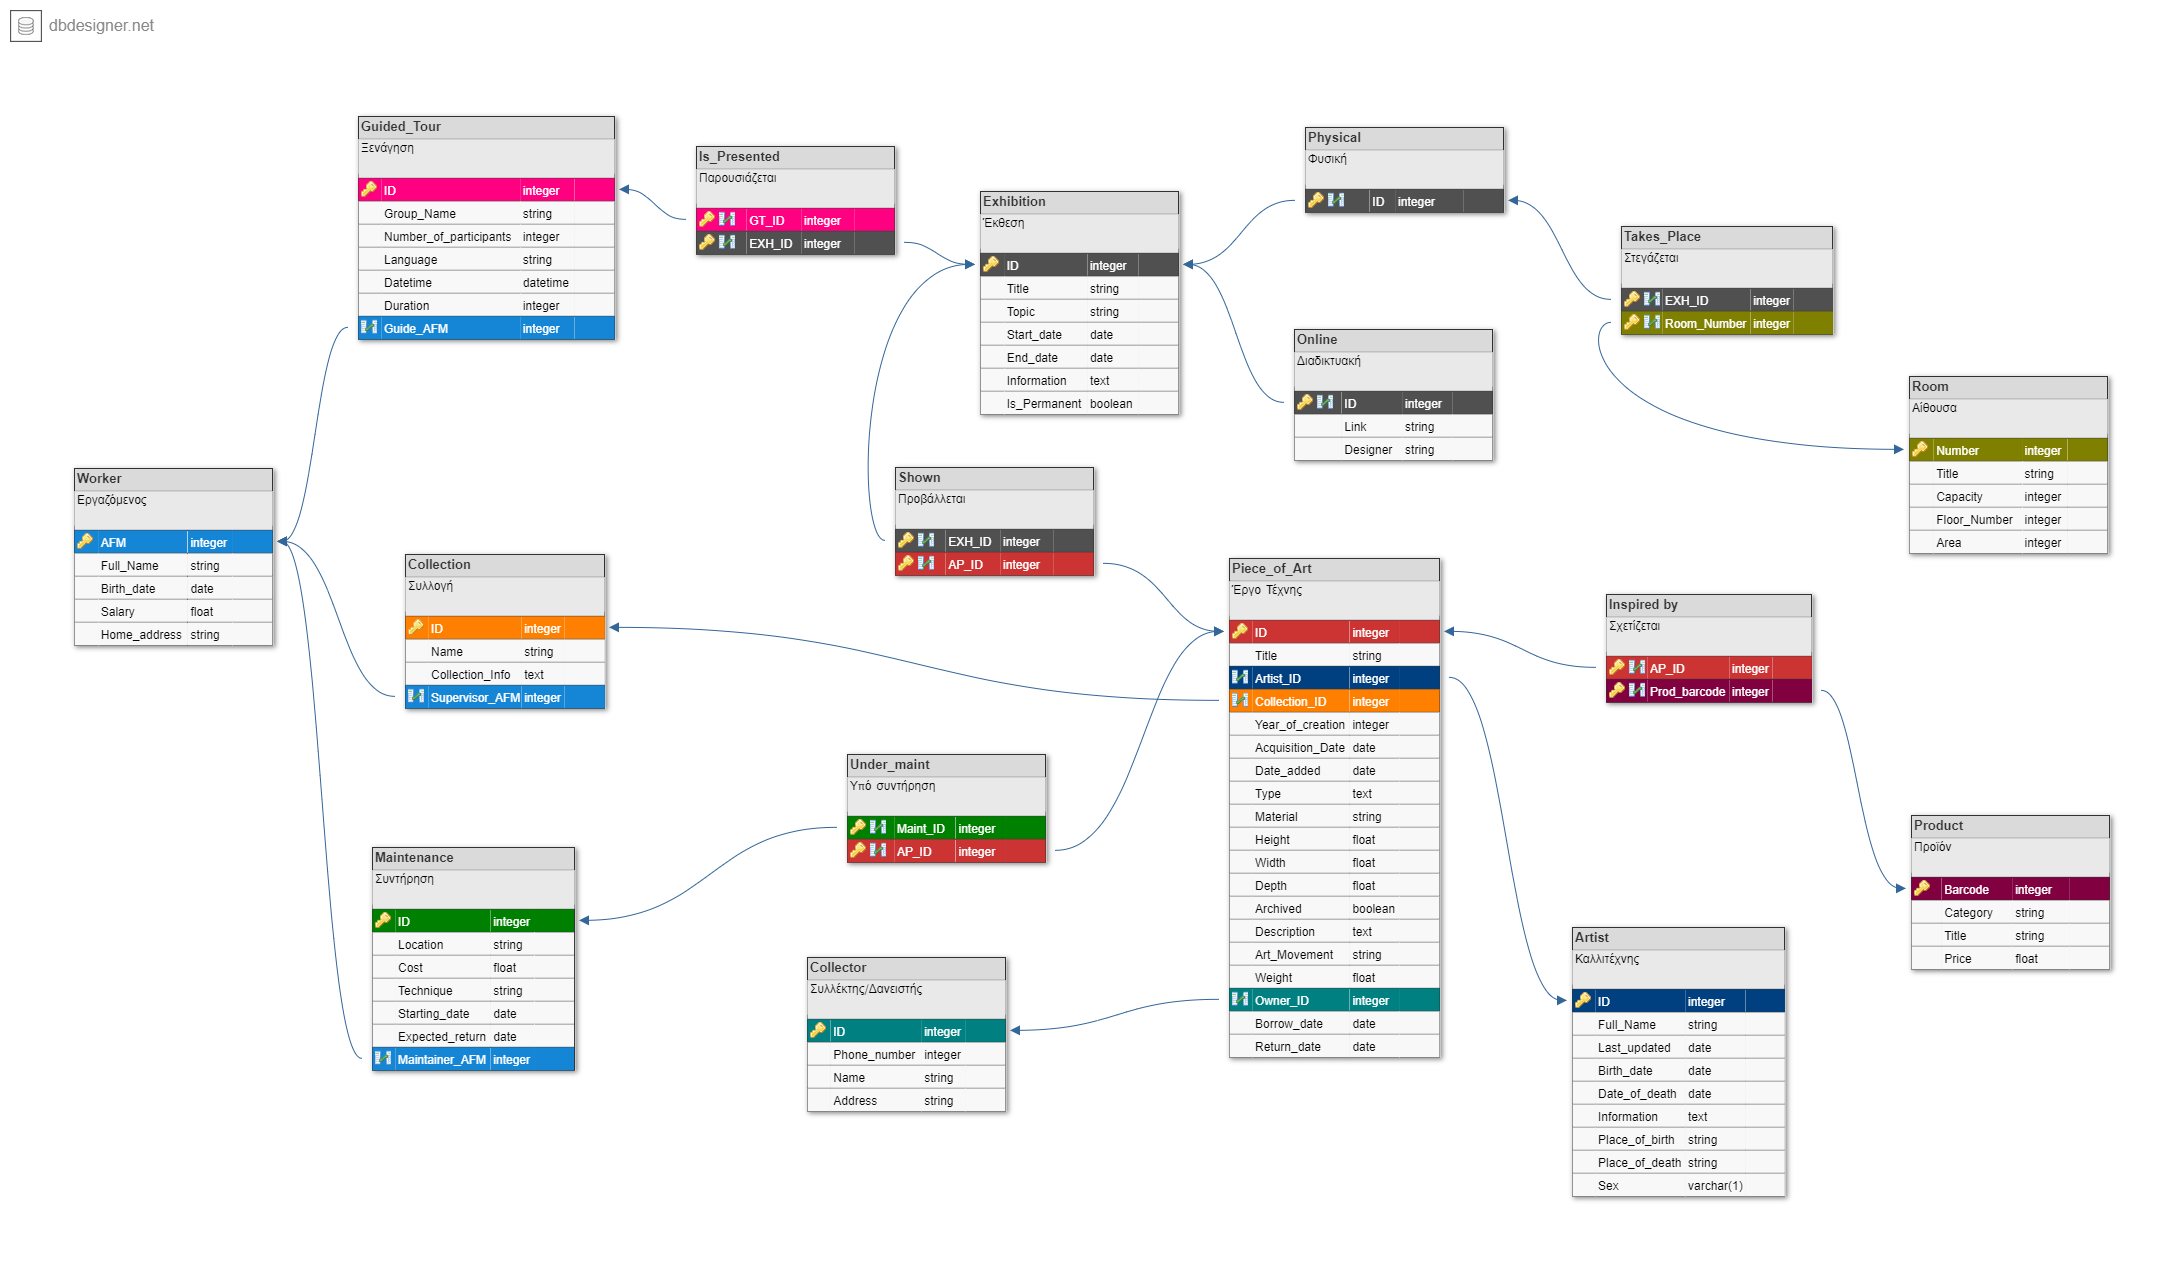 dbdesigner.net
Guided_Tour
Ξενάγηση
ID integer
Group_Name string
Number_of_participants integer
Language string
Datetime datetime
Duration integer
Guide_AFM integer
Is_Presented
Παρουσιάζεται
GT_ID integer
EXH_ID integer
Exhibition
Έκθεση
ID integer
Title string
Topic string
Start_date date
End_date date
Information text
Is_Permanent boolean
Physical
Φυσική
ID integer
Takes_Place
Στεγάζεται
EXH_ID integer
Room_Number integer
Online
Διαδικτυακή
ID integer
Link string
Designer string
Room
Αίθουσα
Number integer
Title string
Capacity integer
Floor_Number integer
Area integer
Worker
Εργαζόμενος
AFM integer
Full_Name string
Birth_date date
Salary float
Home_address string
Shown
Προβάλλεται
EXH_ID integer
AP_ID integer
Collection
Συλλογή
ID integer
Name string
Collection_Info text
Supervisor_AFM integer
Piece_of_Art
Έργο Τέχνης
ID integer
Title string
Artist_ID integer
Collection_ID integer
Year_of_creation integer
Acquisition_Date date
Date_added date
Type text
Material string
Height float
Width float
Depth float
Archived boolean
Description text
Art_Movement string
Weight float
Owner_ID integer
Borrow_date date
Return_date date
Inspired by
Σχετίζεται
AP_ID integer
Prod_barcode integer
Under_maint
Υπό συντήρηση
Maint_ID integer
AP_ID integer
Maintenance
Συντήρηση
ID integer
Location string
Cost float
Technique string
Starting_date date
Expected_return date
Maintainer_AFM integer
Collector
Συλλέκτης/Δανειστής
ID integer
Phone_number integer
Name string
Address string
Product
Προϊόν
Barcode integer
Category string
Title string
Price float
Artist
Καλλιτέχνης
ID integer
Full_Name string
Last_updated date
Birth_date date
Date_of_death date
Information text
Place_of_birth string
Place_of_death string
Sex varchar(1)